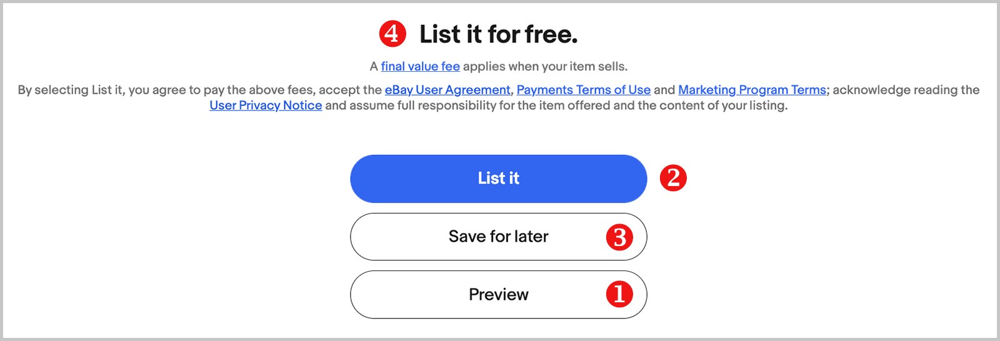 4 List it for free.
A final value fee applies when your item sells.
By selecting List it, you agree to pay the above fees, accept the eBay User Agreement, Payments Terms of Use and Marketing Program Terms; acknowledge reading the
User Privacy Notice and assume full responsibility for the item offered and the content of your listing.
List it 2
Save for later 3
Preview 1